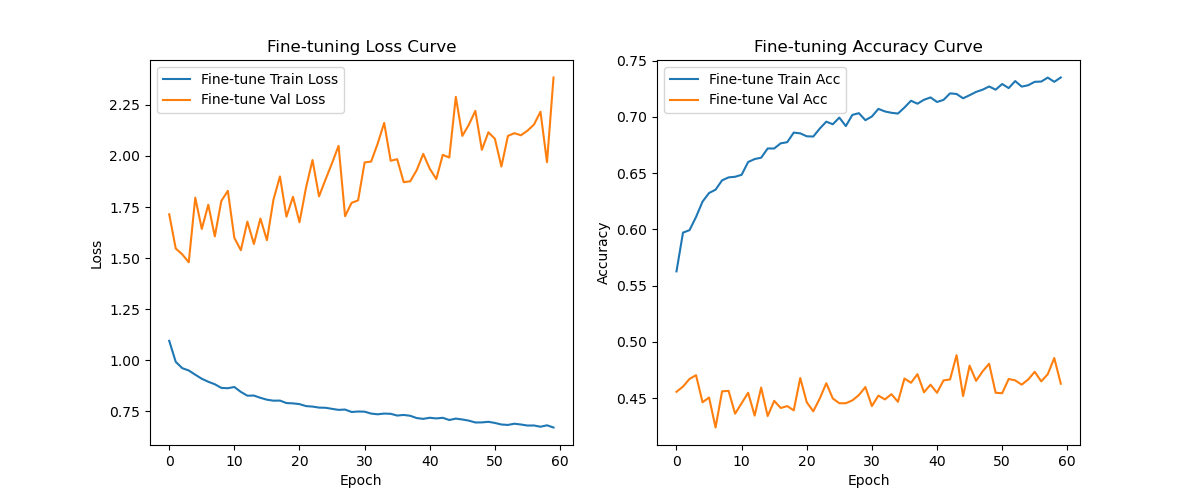 Fine-tuning Loss Curve
Fine-tune Train Loss
Fine-tune Val Loss
2.25
2.00
1.75
1.50
1.25
1.00
0.75
Loss
0 10 20 30 40 50 60
Epoch
Fine-tuning Accuracy Curve
Fine-tune Train Acc
Fine-tune Val Acc
0.75
0.70
0.65
0.60
0.55
0.50
0.45
Accuracy
0 10 20 30 40 50 60
Epoch